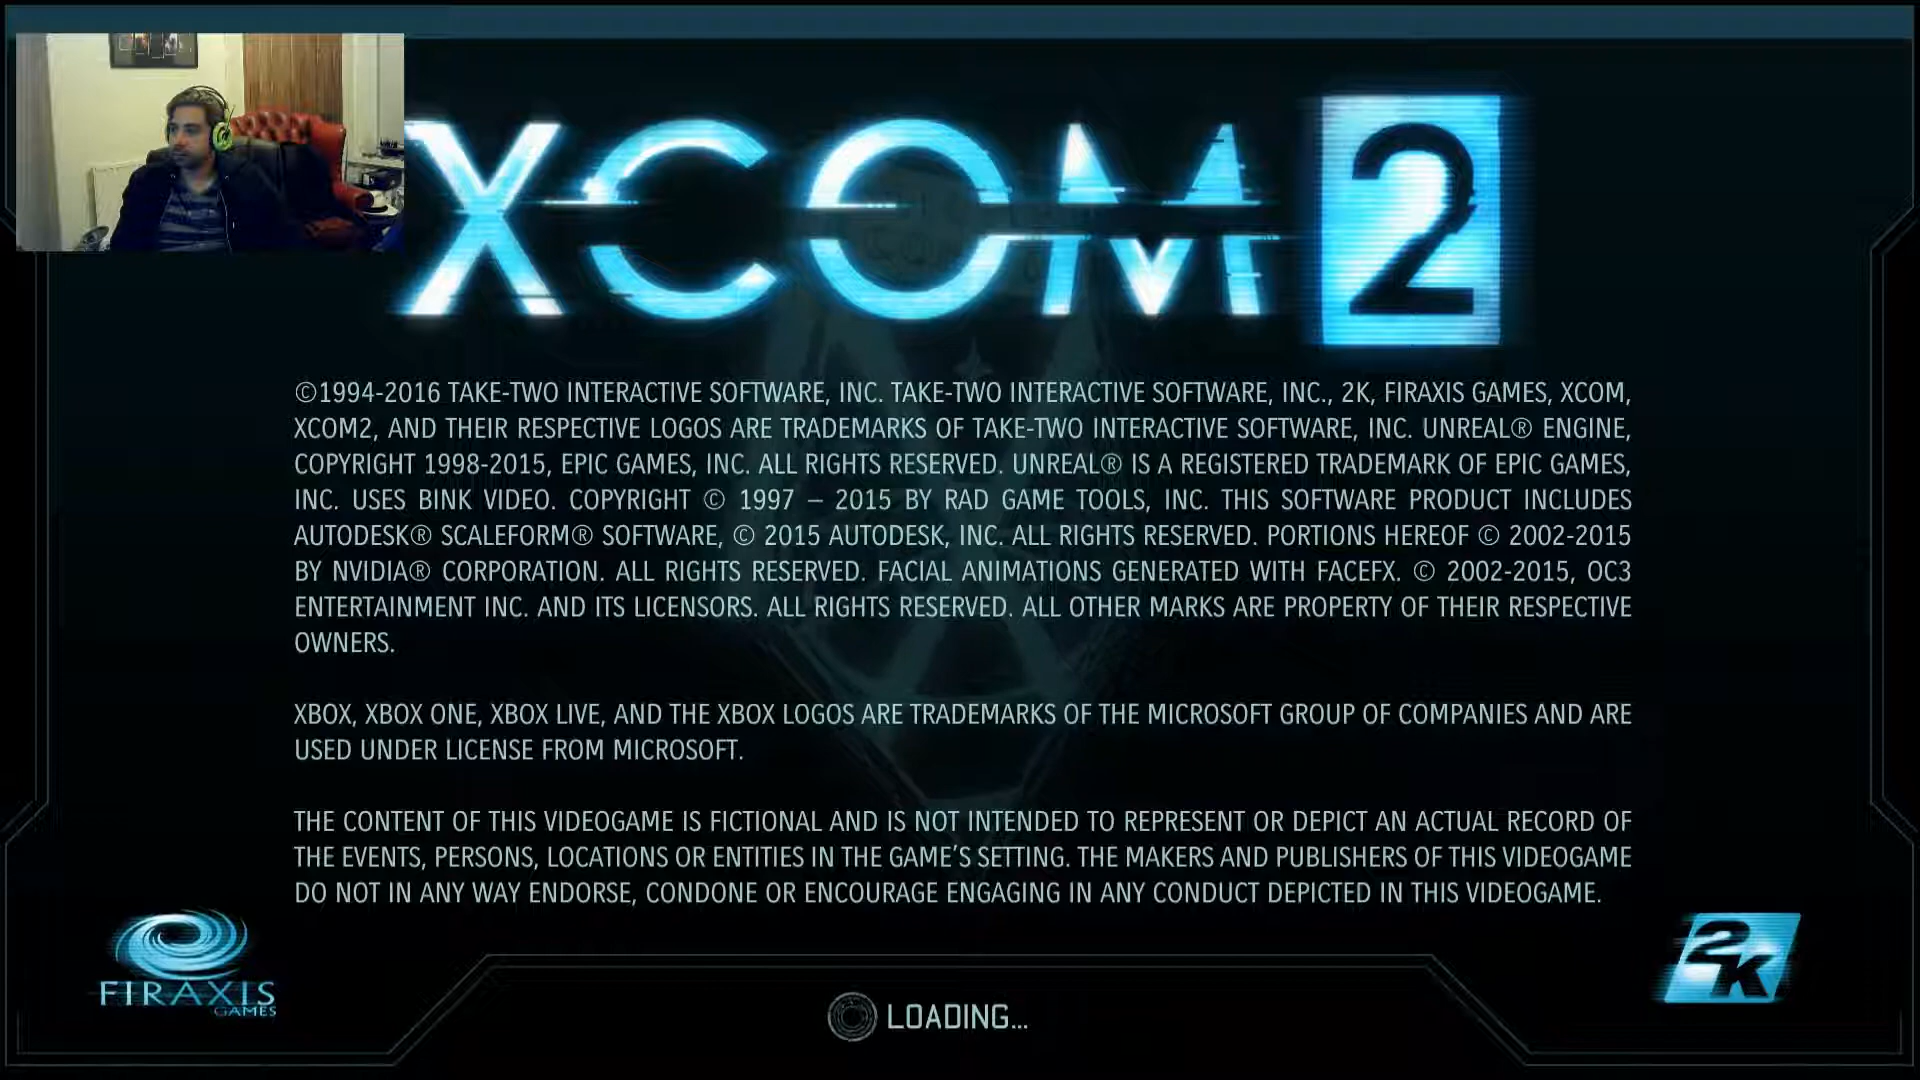 XCOM 2
©1994-2016 TAKE-TWO INTERACTIVE SOFTWARE, INC. TAKE-TWO INTERACTIVE SOFTWARE, INC., 2K, FIRAXIS GAMES, XCOM,
XCOM2, AND THEIR RESPECTIVE LOGOS ARE TRADEMARKS OF TAKE-TWO INTERACTIVE SOFTWARE, INC. UNREAL® ENGINE,
COPYRIGHT 1998-2015, EPIC GAMES, INC. ALL RIGHTS RESERVED. UNREAL® IS A REGISTERED TRADEMARK OF EPIC GAMES,
INC. USES BINK VIDEO. COPYRIGHT © 1997 – 2015 BY RAD GAME TOOLS, INC. THIS SOFTWARE PRODUCT INCLUDES
AUTODESK® SCALEFORM® SOFTWARE, © 2015 AUTODESK, INC. ALL RIGHTS RESERVED. PORTIONS HEREOF © 2002-2015
BY NVIDIA® CORPORATION. ALL RIGHTS RESERVED. FACIAL ANIMATIONS GENERATED WITH FACEFX. © 2002-2015, OC3
ENTERTAINMENT INC. AND ITS LICENSORS. ALL RIGHTS RESERVED. ALL OTHER MARKS ARE PROPERTY OF THEIR RESPECTIVE
OWNERS.
XBOX, XBOX ONE, XBOX LIVE, AND THE XBOX LOGOS ARE TRADEMARKS OF THE MICROSOFT GROUP OF COMPANIES AND ARE
USED UNDER LICENSE FROM MICROSOFT.
THE CONTENT OF THIS VIDEOGAME IS FICTIONAL AND IS NOT INTENDED TO REPRESENT OR DEPICT AN ACTUAL RECORD OF
THE EVENTS, PERSONS, LOCATIONS OR ENTITIES IN THE GAME'S SETTING. THE MAKERS AND PUBLISHERS OF THIS VIDEOGAME
DO NOT IN ANY WAY ENDORSE, CONDONE OR ENCOURAGE ENGAGING IN ANY CONDUCT DEPICTED IN THIS VIDEOGAME.
FIRAXIS
GAMES
2K
LOADING...